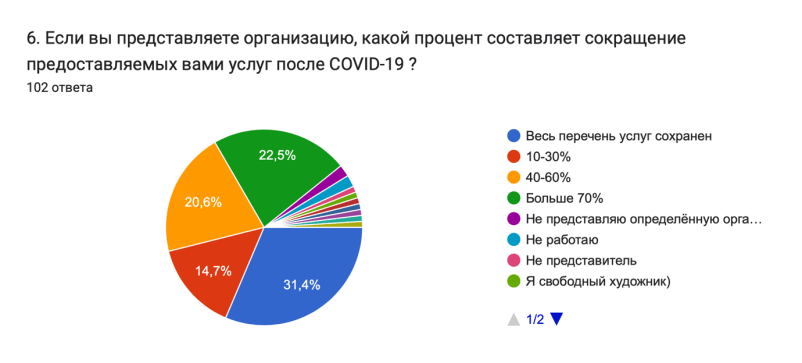 6. Если вы представляете организацию, какой процент составляет сокращение
предоставляемых вами услуг после COVID-19 ?
102 ответа
22,5%
20,6%
14,7%
31,4%
Весь перечень услуг сохранен
10-30%
40-60%
Больше 70%
Не представляю определённую орга…
Не работаю
Не представитель
Я свободный художник)
1/2